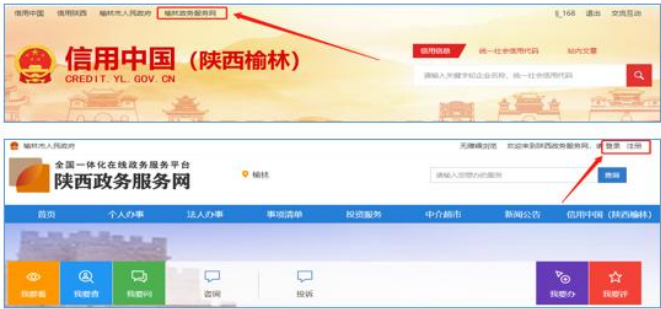 信用中国 信用陕西 榆林市人民政府 榆林政务服务网 退出 交流互动
信用中国（陕西榆林）
CREDIT. YL. GOV. CN
信用信息 统一社会信用代码 站内文章
请输入关键字如企业名称、统一社会信用代码
榆林市人民政府 无障碍浏览 欢迎来到陕西政务服务网，请 登录 注册
全国一体化在线政务服务平台
陕西政务服务网 榆林 请输入您想办的服务 查询
首页 个人办事 法人办事 事项清单 投资服务 中介超市 新闻公告 信用中国（陕西榆林）
我要看 我要查 我要问 咨询 投诉 我要办 我要评